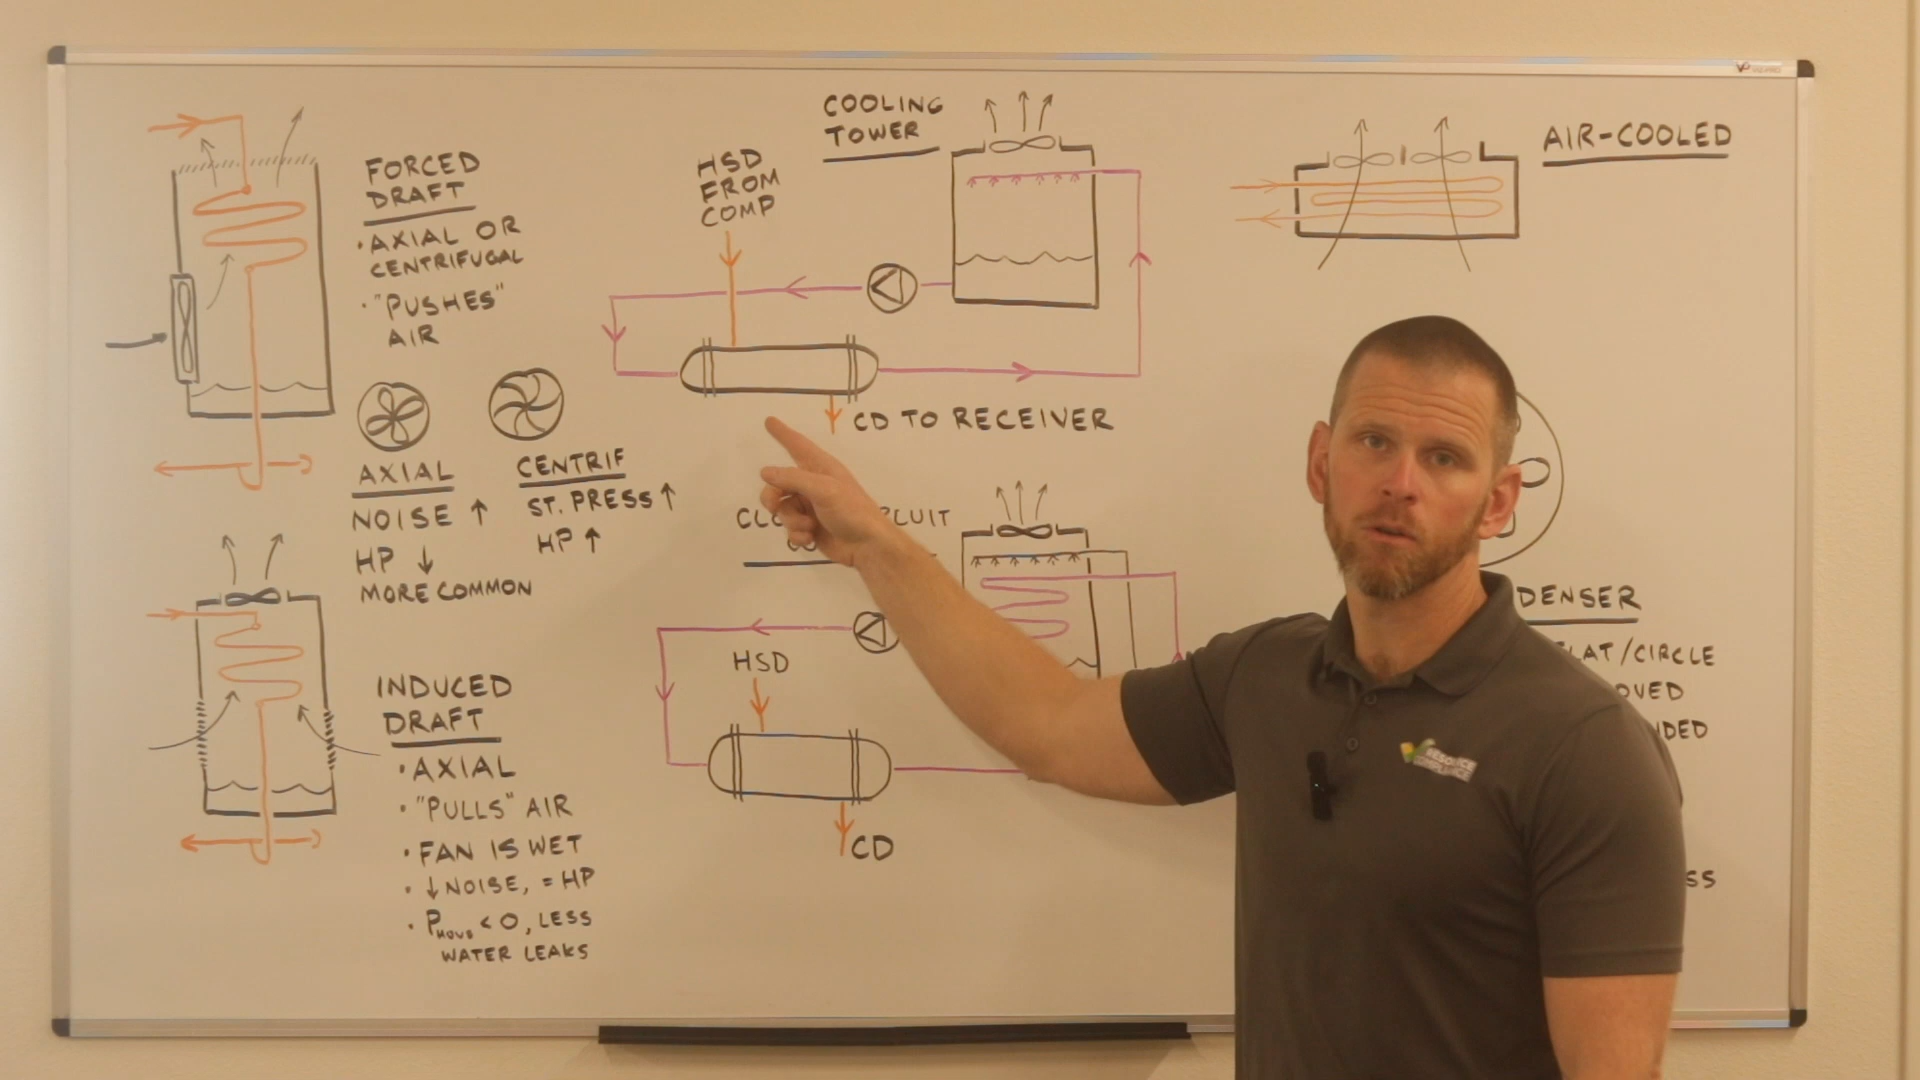 FORCED
DRAFT
• AXIAL OR
CENTRIFUGAL
• "PUSHES"
AIR
AXIAL
NOISE ↑
HP ↓
MORE COMMON
CENTRIF
ST. PRESS ↑
HP ↑
INDUCED
DRAFT
• AXIAL
• "PULLS" AIR
• FAN IS WET
• ↓ NOISE, = HP
• P < 0, LESS
WATER LEAKS
COOLING
TOWER
HSD
FROM
COMP
CD TO RECEIVER
HSD
CD
AIR-COOLED